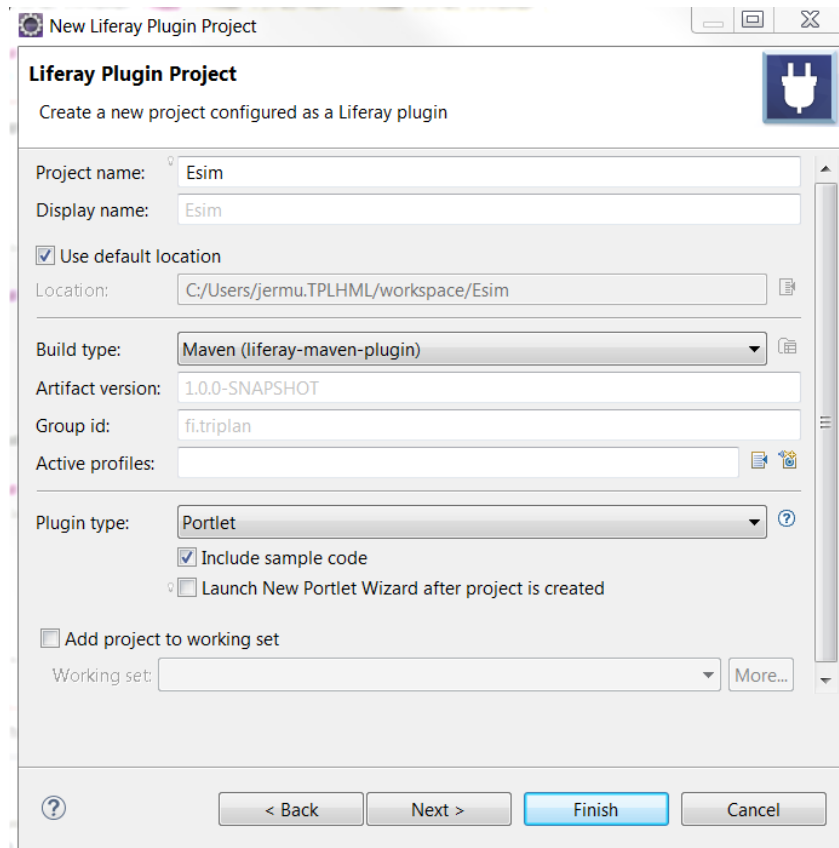 New Liferay Plugin Project
Liferay Plugin Project
Create a new project configured as a Liferay plugin
Project name: Esim
Display name: Esim
Use default location
Location: C:/Users/jermu.TPLHML/workspace/Esim
Build type: Maven (liferay-maven-plugin)
Artifact version: 1.0.0-SNAPSHOT
Group id: fi.triplan
Active profiles:
Plugin type: Portlet
Include sample code
Launch New Portlet Wizard after project is created
Add project to working set
Working set: More...
< Back Next > Finish Cancel